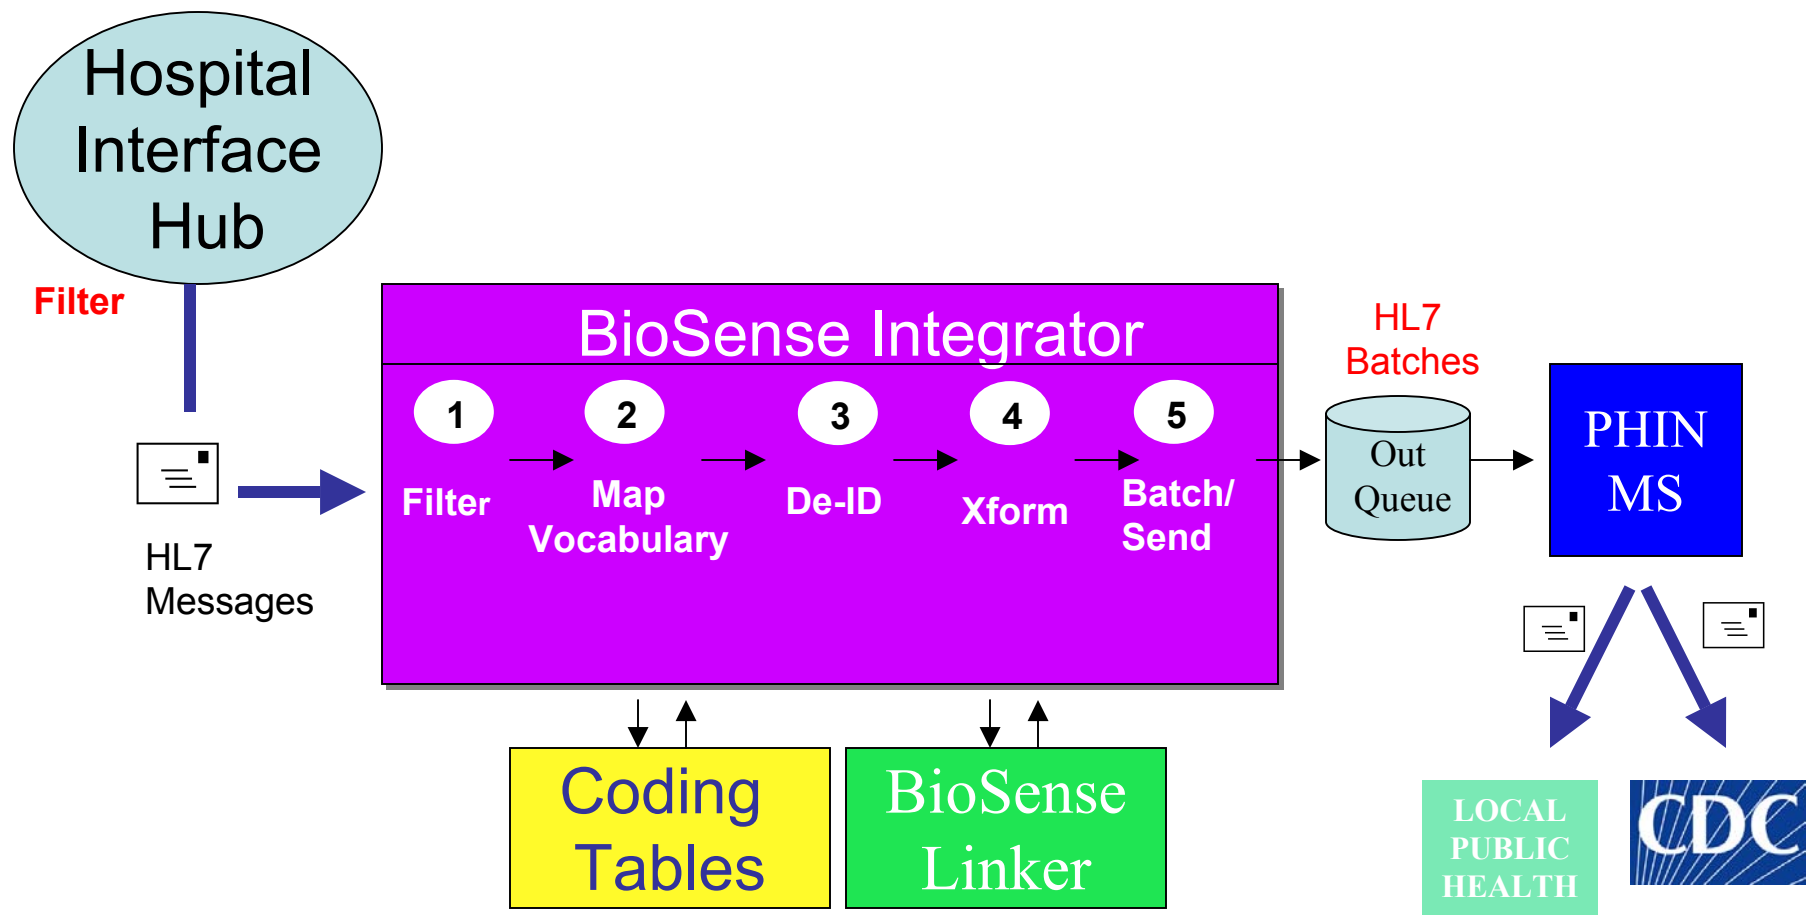 Hospital
Interface
Hub
Filter
HL7
Messages
BioSense Integrator
1
2
3
4
5
Filter
Map
Vocabulary
De-ID
Xform
Batch/
Send
HL7
Batches
Out
Queue
PHIN
MS
Coding
Tables
BioSense
Linker
LOCAL
PUBLIC
HEALTH
CDC